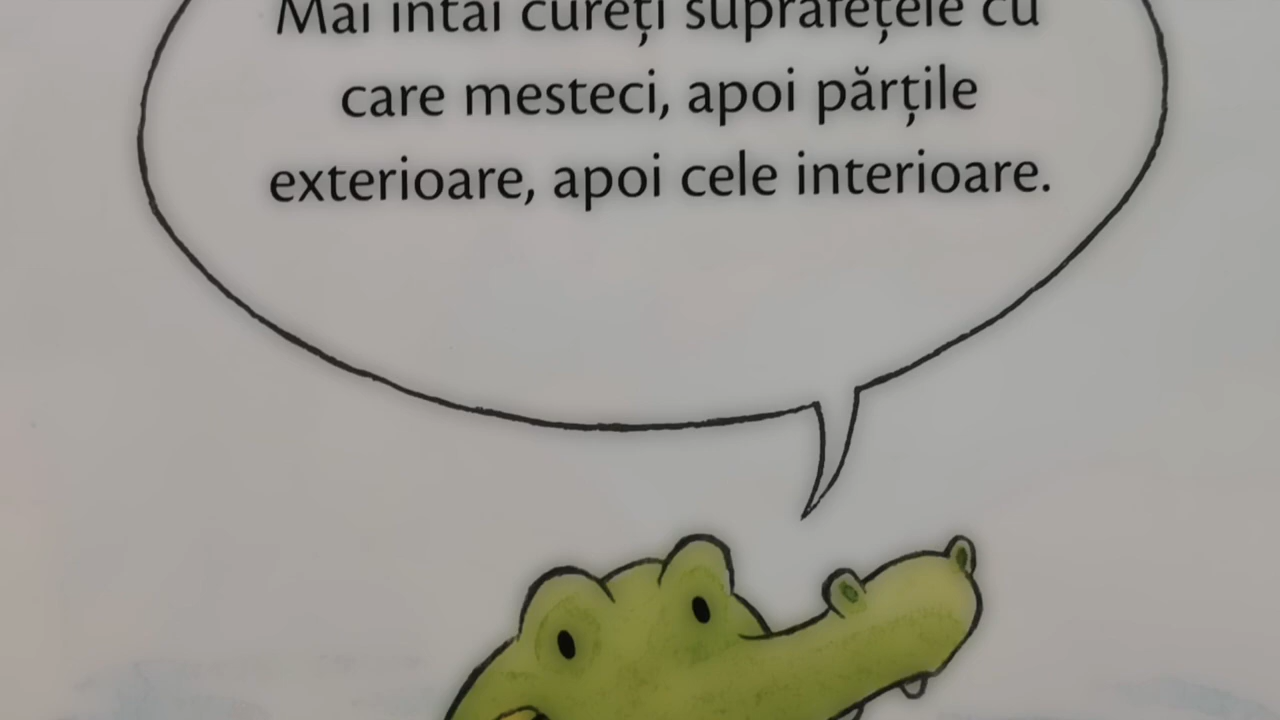 Mai întâi cureți suprafețele cu
care mesteci, apoi părțile
exterioare, apoi cele interioare.